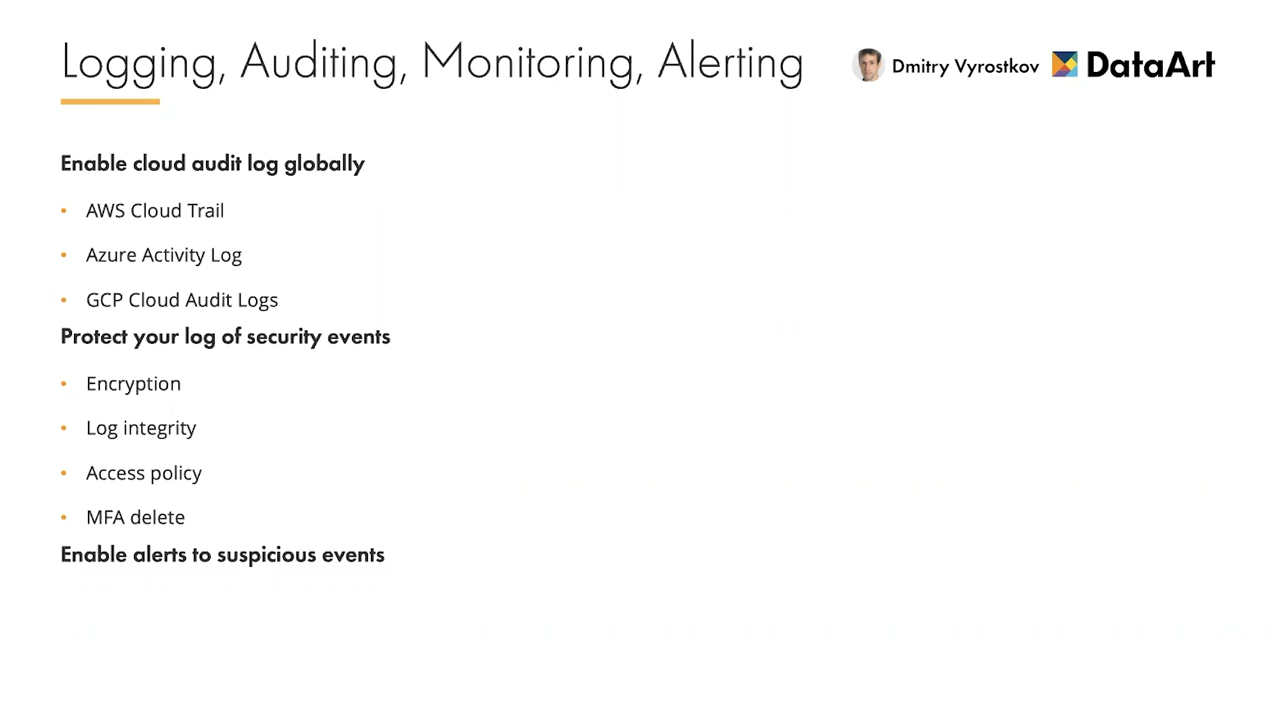 Logging, Auditing, Monitoring, Alerting
Dmitry Vyrostkov
DataArt
Enable cloud audit log globally
• AWS Cloud Trail
• Azure Activity Log
• GCP Cloud Audit Logs
Protect your log of security events
• Encryption
• Log integrity
• Access policy
• MFA delete
Enable alerts to suspicious events